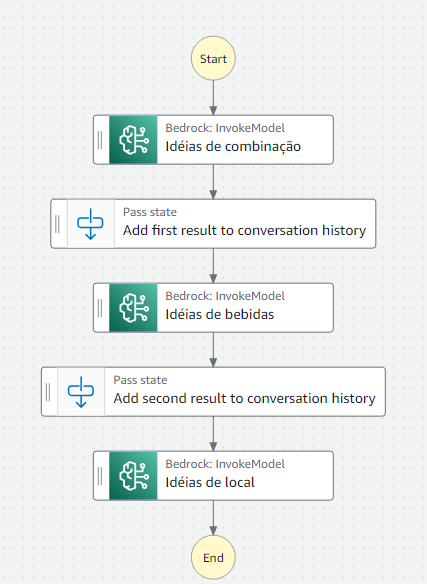 Start
Bedrock: InvokeModel
Idéias de combinação
Pass state
Add first result to conversation history
Bedrock: InvokeModel
Idéias de bebidas
Pass state
Add second result to conversation history
Bedrock: InvokeModel
Idéias de local
End